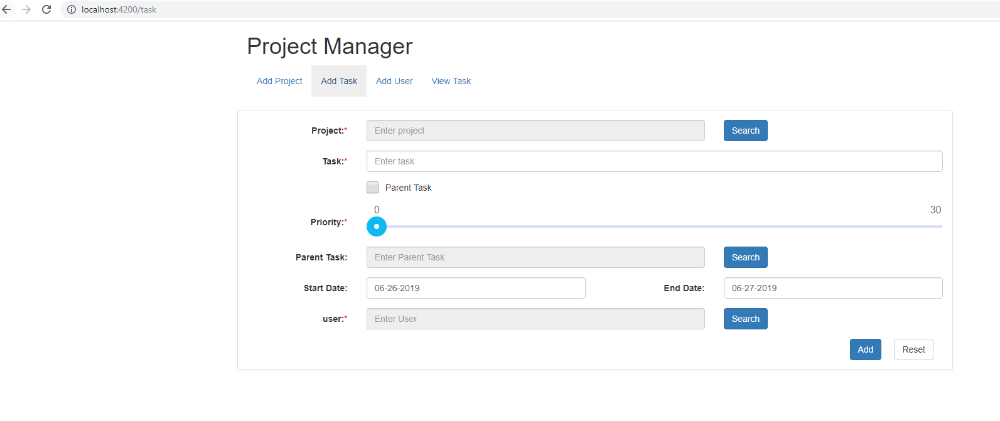 localhost:4200/task
Project Manager
Add Project Add Task Add User View Task
Project:* Enter project Search
Task:* Enter task
Parent Task
0 30
Priority:*
Parent Task: Enter Parent Task Search
Start Date: 06-26-2019 End Date: 06-27-2019
user:* Enter User Search
Add Reset